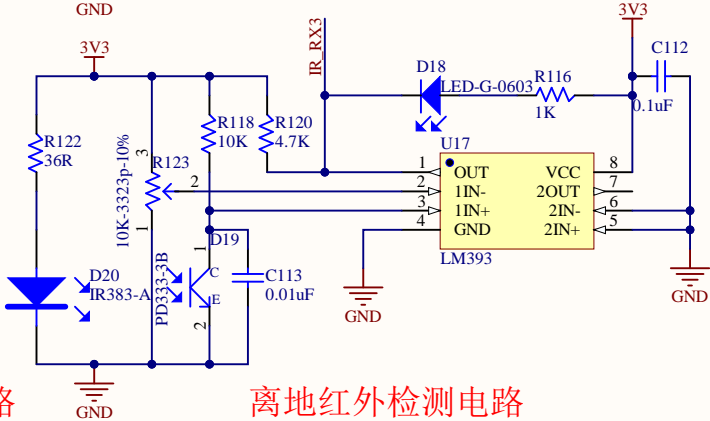 GND
3V3
3V3
IR_RX3
C112
0.1uF
D18
LED-G-0603
R116
1K
R122
36R
10K-3323p-10%
3
R123
2
1
R118
10K
R120
4.7K
U17
1
OUT
VCC
8
2
1IN-
2OUT
7
3
1IN+
2IN-
6
4
GND
2IN+
5
LM393
D20
IR383-A
PD333-3B
D19
1
C
E
2
C113
0.01uF
GND
GND
GND
路
离地红外检测电路